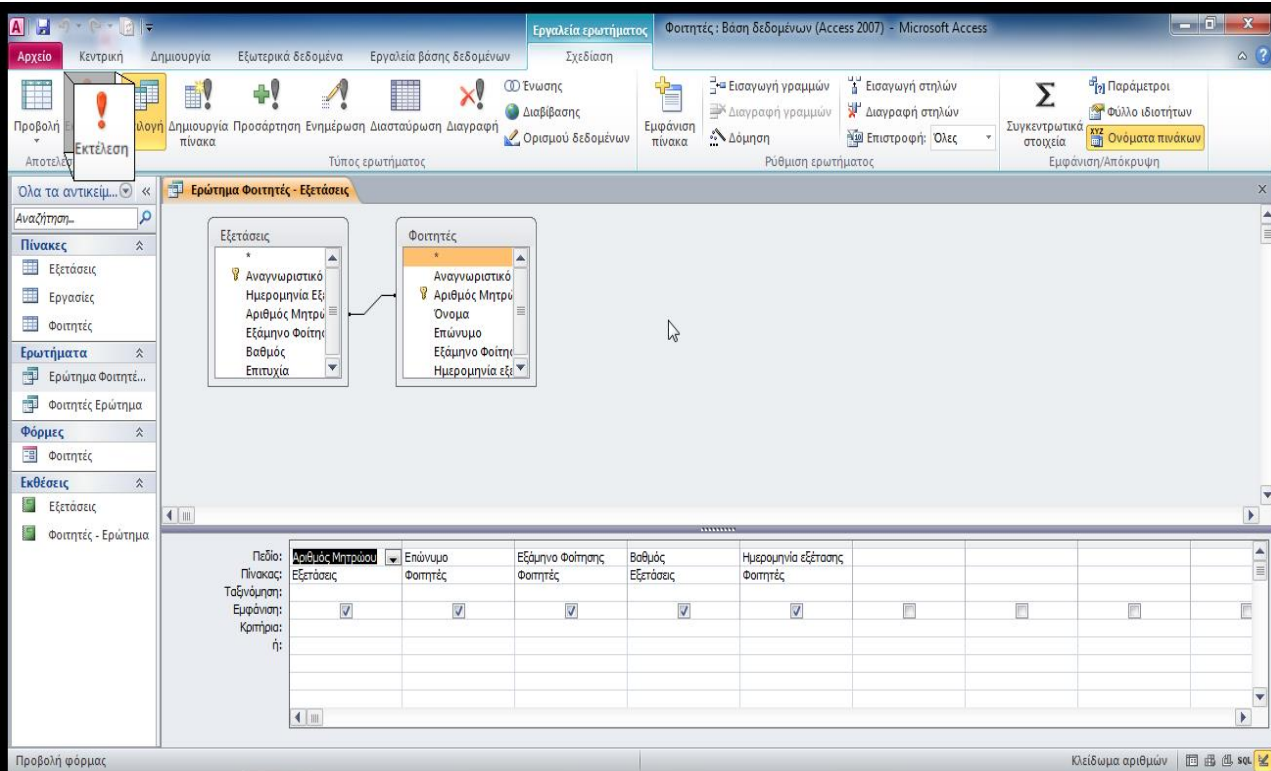 Εργαλεία ερωτήματος
Φοιτητές : Βάση δεδομένων (Access 2007) - Microsoft Access
Αρχείο Κεντρική Δημιουργία Εξωτερικά δεδομένα Εργαλεία βάσης δεδομένων Σχεδίαση
Προβολή
Εκτέλεση
Δημιουργία πίνακα
Προσάρτηση Ενημέρωση Διασταύρωση Διαγραφή
Ένωσης
Διαβίβασης
Ορισμού δεδομένων
Εμφάνιση πίνακα
Εισαγωγή γραμμών
Διαγραφή γραμμών
Δόμηση
Εισαγωγή στηλών
Διαγραφή στηλών
Επιστροφή: Όλες
Σ
Συγκεντρωτικά στοιχεία
Παράμετροι
Φύλλο ιδιοτήτων
XYZ Ονόματα πινάκων
Τύπος ερωτήματος Ρύθμιση ερωτήματος Εμφάνιση/Απόκρυψη
Όλα τα αντικείμ... «
Αναζήτηση...
Πίνακες
Εξετάσεις
Εργασίες
Φοιτητές
Ερωτήματα
Ερώτημα Φοιτητέ...
Φοιτητές Ερώτημα
Φόρμες
Φοιτητές
Εκθέσεις
Εξετάσεις
Φοιτητές - Ερώτημα
Ερώτημα Φοιτητές - Εξετάσεις
Εξετάσεις
*
Αναγνωριστικό
Ημερομηνία Εξ
Αριθμός Μητρώ
Εξάμηνο Φοίτησ
Βαθμός
Επιτυχία
Φοιτητές
*
Αναγνωριστικό
Αριθμός Μητρώ
Όνομα
Επώνυμο
Εξάμηνο Φοίτησ
Ημερομηνία εξε
Πεδίο: Αριθμός Μητρώου Επώνυμο Εξάμηνο Φοίτησης Βαθμός Ημερομηνία εξέτασης
Πίνακας: Εξετάσεις Φοιτητές Φοιτητές Εξετάσεις Φοιτητές
Ταξινόμηση:
Εμφάνιση:
Κριτήρια:
ή:
Προβολή φόρμας
Κλείδωμα αριθμών SQL